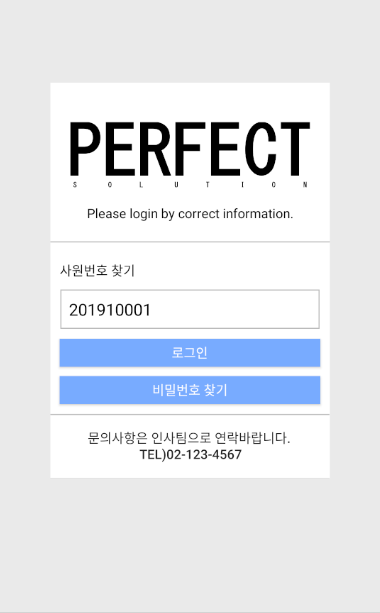 PERFECT
SOLUTION
Please login by correct information.
사원번호 찾기
201910001
로그인
비밀번호 찾기
문의사항은 인사팀으로 연락바랍니다.
TEL)02-123-4567